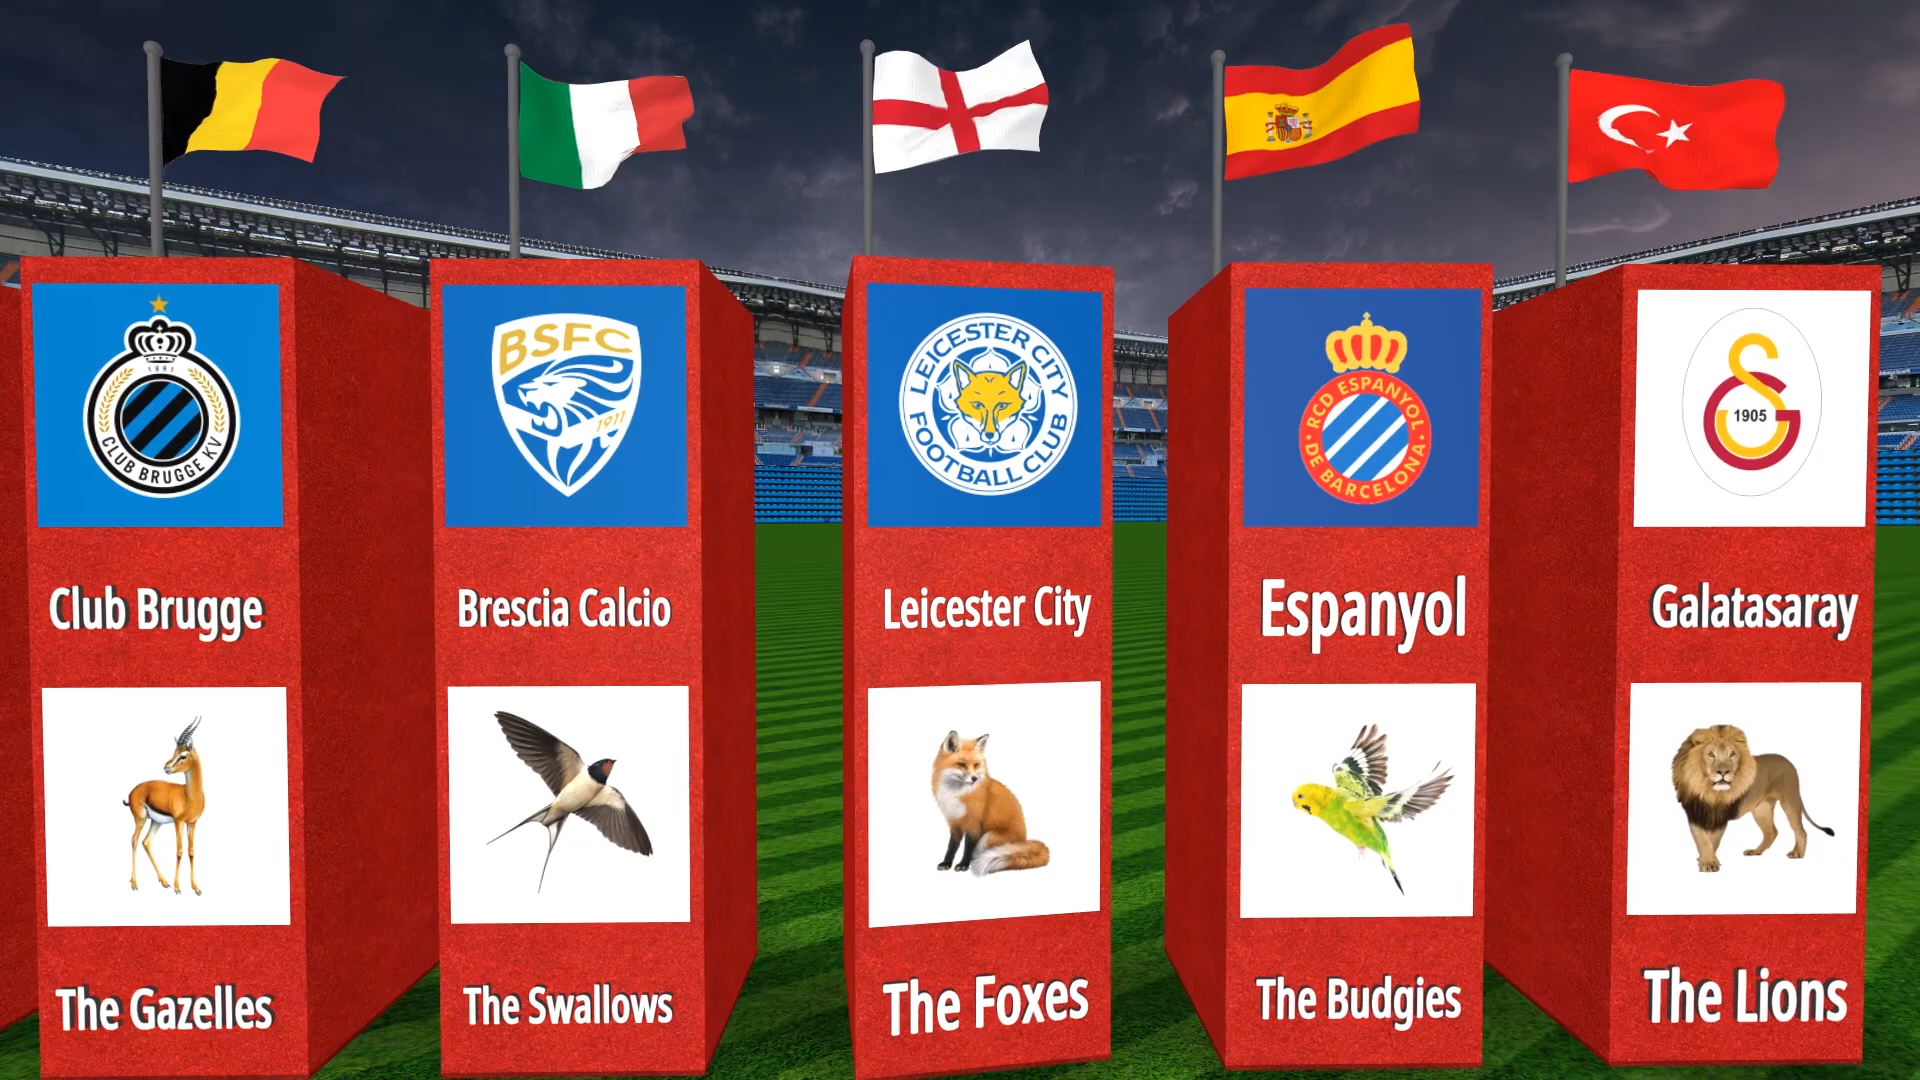 1891
CLUB BRUGGE KV
BSFC
1911
LEICESTER CITY
FOOTBALL CLUB
RCD ESPANYOL
DE BARCELONA
1905
Club Brugge
Brescia Calcio
Leicester City
Espanyol
Galatasaray
The Gazelles
The Swallows
The Foxes
The Budgies
The Lions